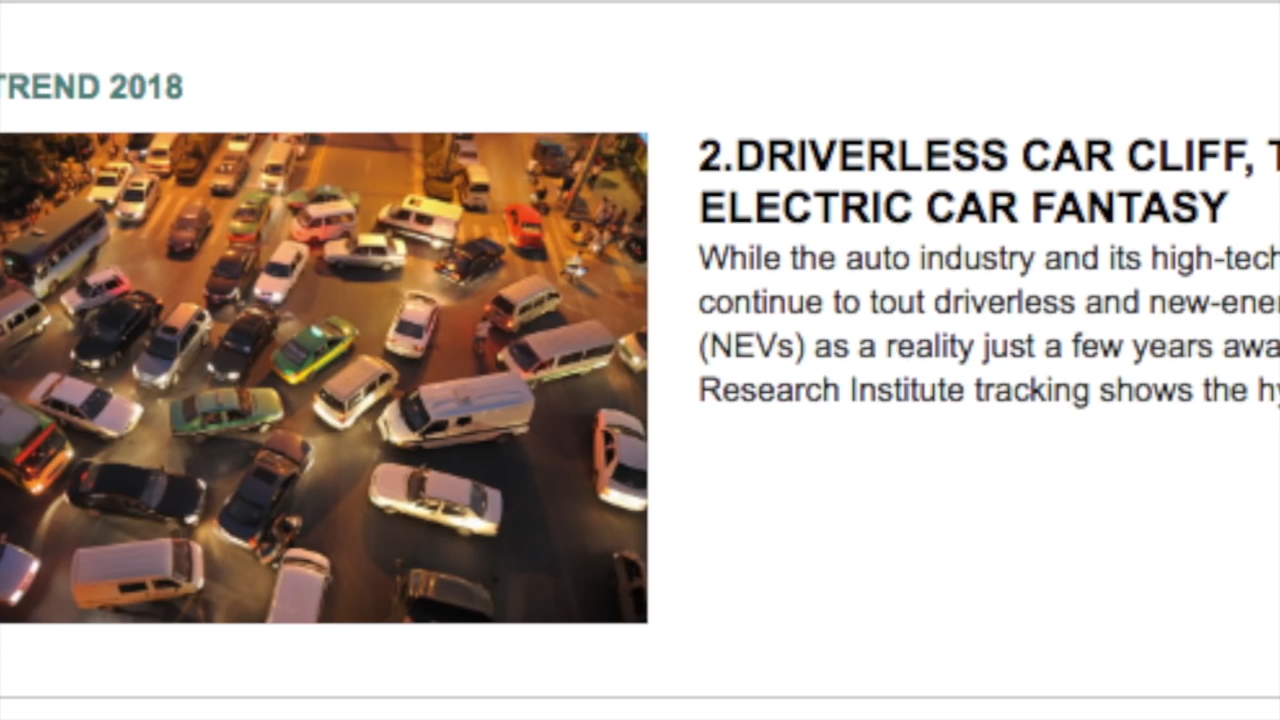 TREND 2018
2.DRIVERLESS CAR CLIFF,
ELECTRIC CAR FANTASY
While the auto industry and its high-tech
continue to tout driverless and new-ener
(NEVs) as a reality just a few years awa
Research Institute tracking shows the hy